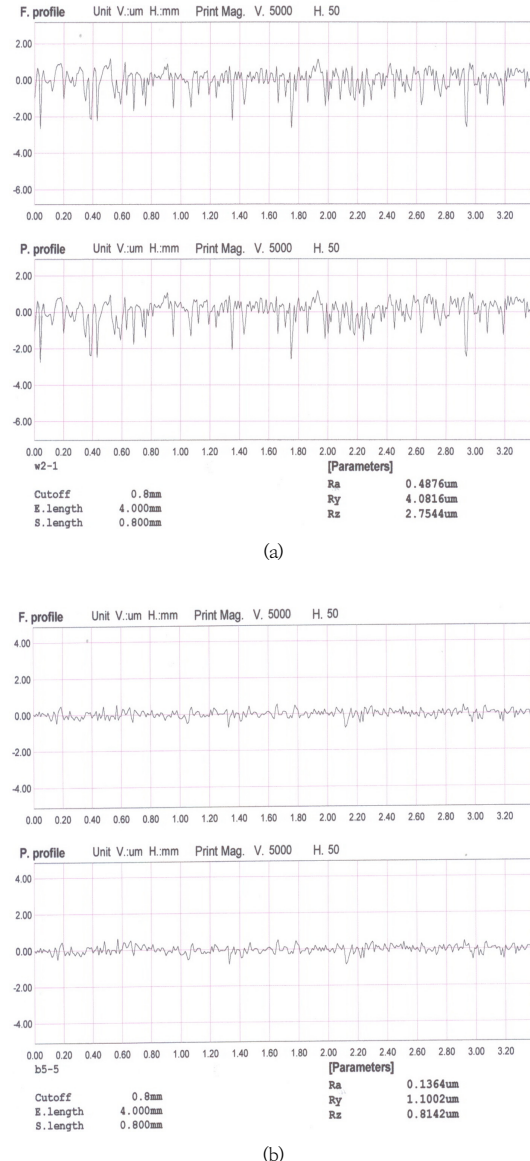 F. profile Unit V.:um H.:mm Print Mag. V. 5000 H. 50
2.00
0.00
-2.00
-4.00
-6.00
0.00 0.20 0.40 0.60 0.80 1.00 1.20 1.40 1.60 1.80 2.00 2.20 2.40 2.60 2.80 3.00 3.20
P. profile Unit V.:um H.:mm Print Mag. V. 5000 H. 50
2.00
0.00
-2.00
-4.00
-6.00
0.00 0.20 0.40 0.60 0.80 1.00 1.20 1.40 1.60 1.80 2.00 2.20 2.40 2.60 2.80 3.00 3.20
w2-1 [Parameters]
Ra 0.4876um
Cutoff 0.8mm
Ry 4.0816um
E.length 4.000mm
Rz 2.7544um
S.length 0.800mm
(a)
F. profile Unit V.:um H.:mm Print Mag. V. 5000 H. 50
4.00
2.00
0.00
-2.00
-4.00
0.00 0.20 0.40 0.60 0.80 1.00 1.20 1.40 1.60 1.80 2.00 2.20 2.40 2.60 2.80 3.00 3.20
P. profile Unit V.:um H.:mm Print Mag. V. 5000 H. 50
4.00
2.00
0.00
-2.00
-4.00
0.00 0.20 0.40 0.60 0.80 1.00 1.20 1.40 1.60 1.80 2.00 2.20 2.40 2.60 2.80 3.00 3.20
b5-5 [Parameters]
Ra 0.1364um
Cutoff 0.8mm
Ry 1.1002um
E.length 4.000mm
Rz 0.8142um
S.length 0.800mm
(b)